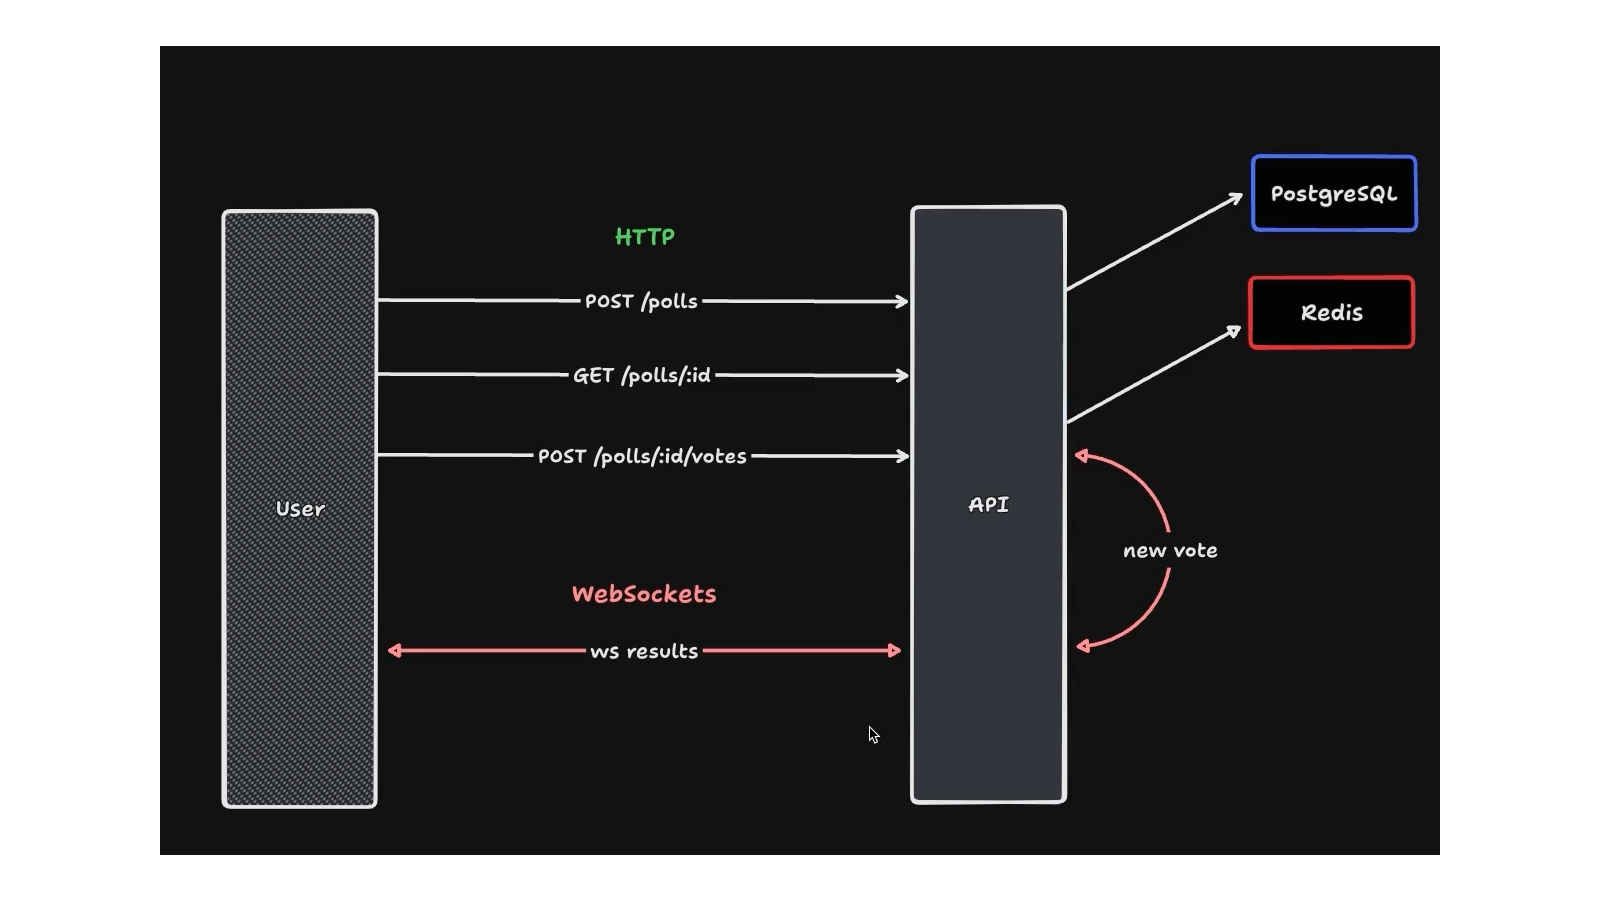 PostgreSQL
HTTP
POST /polls
Redis
GET /polls/:id
POST /polls/:id/votes
User
API
new vote
WebSockets
ws results